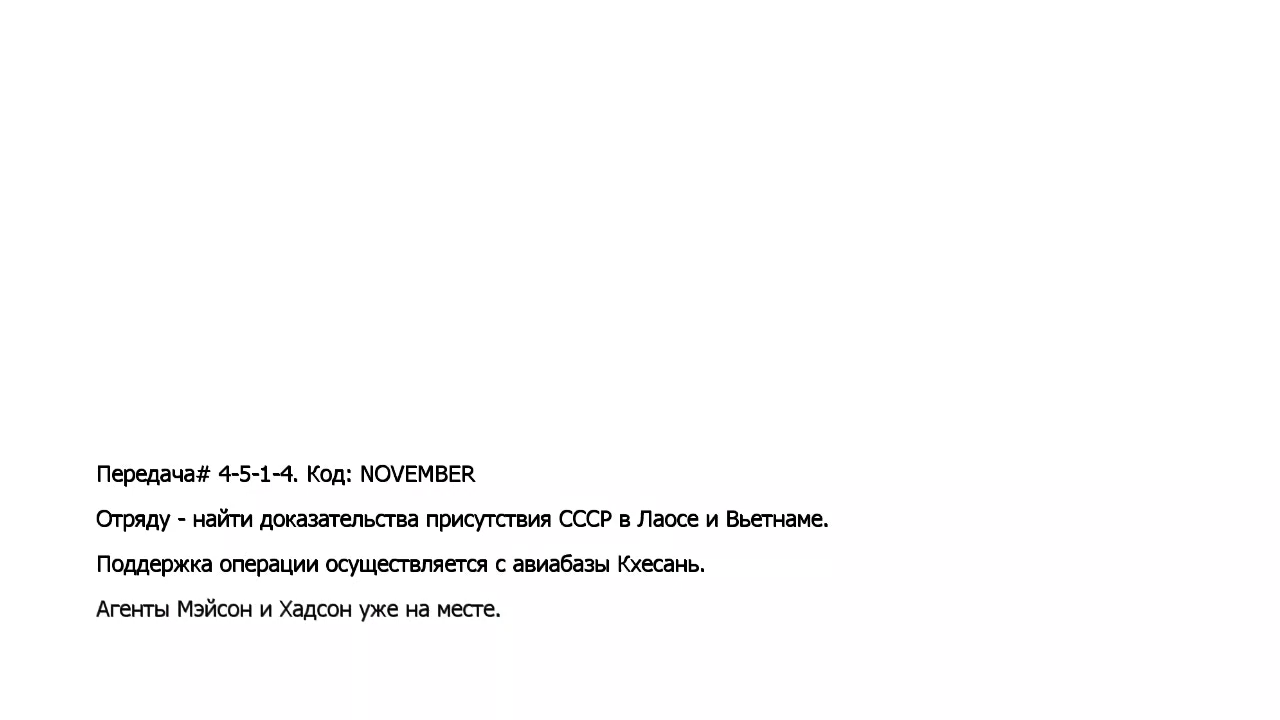 Передача# 4-5-1-4. Код: NOVEMBER
Отряду - найти доказательства присутствия СССР в Лаосе и Вьетнаме.
Поддержка операции осуществляется с авиабазы Кхесань.
Агенты Мэйсон и Хадсон уже на месте.